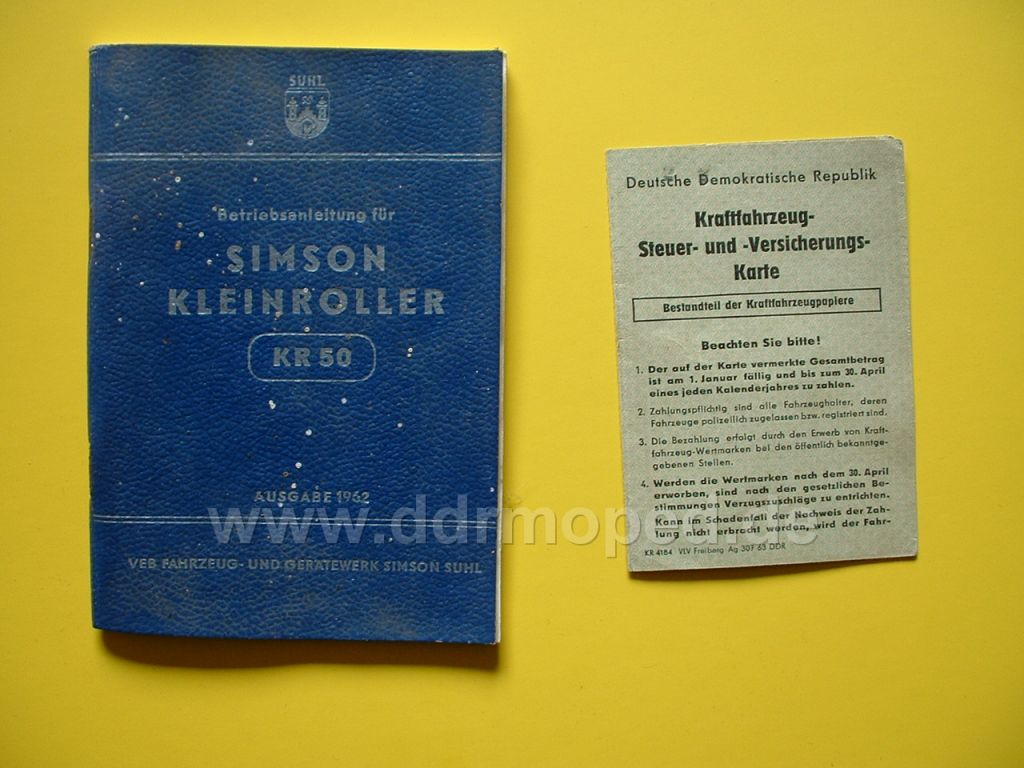 SUHL
Betriebsanleitung für
SIMSON
KLEINROLLER
KR 50
AUSGABE 1962
VEB FAHRZEUG- UND GERÄTEWERK SIMSON SUHL
Deutsche Demokratische Republik
Kraftfahrzeug-
Steuer- und -Versicherungs-
Karte
Bestandteil der Kraftfahrzeugpapiere
Beachten Sie bitte!
1. Der auf der Karte vermerkte Gesamtbetrag
ist am 1. Januar fällig und bis zum 30. April
eines jeden Kalenderjahres zu zahlen.
2. Zahlungspflichtig sind alle Fahrzeughalter, deren
Fahrzeuge polizeilich zugelassen bzw. registriert sind.
3. Die Bezahlung erfolgt durch den Erwerb von Kraft-
fahrzeug-Wertmarken bei den öffentlich bekanntge-
gebenen Stellen.
4. Werden die Wertmarken nach dem 30. April
erworben, sind nach den gesetzlichen Be-
stimmungen Verzugszuschläge zu entrichten.
Kann im Schadenfall der Nachweis der Zah-
lung nicht erbracht werden, wird der Fahr-
KR 4184 VLV Freiberg Ag 307 63 DDR
www.ddrmoped.de